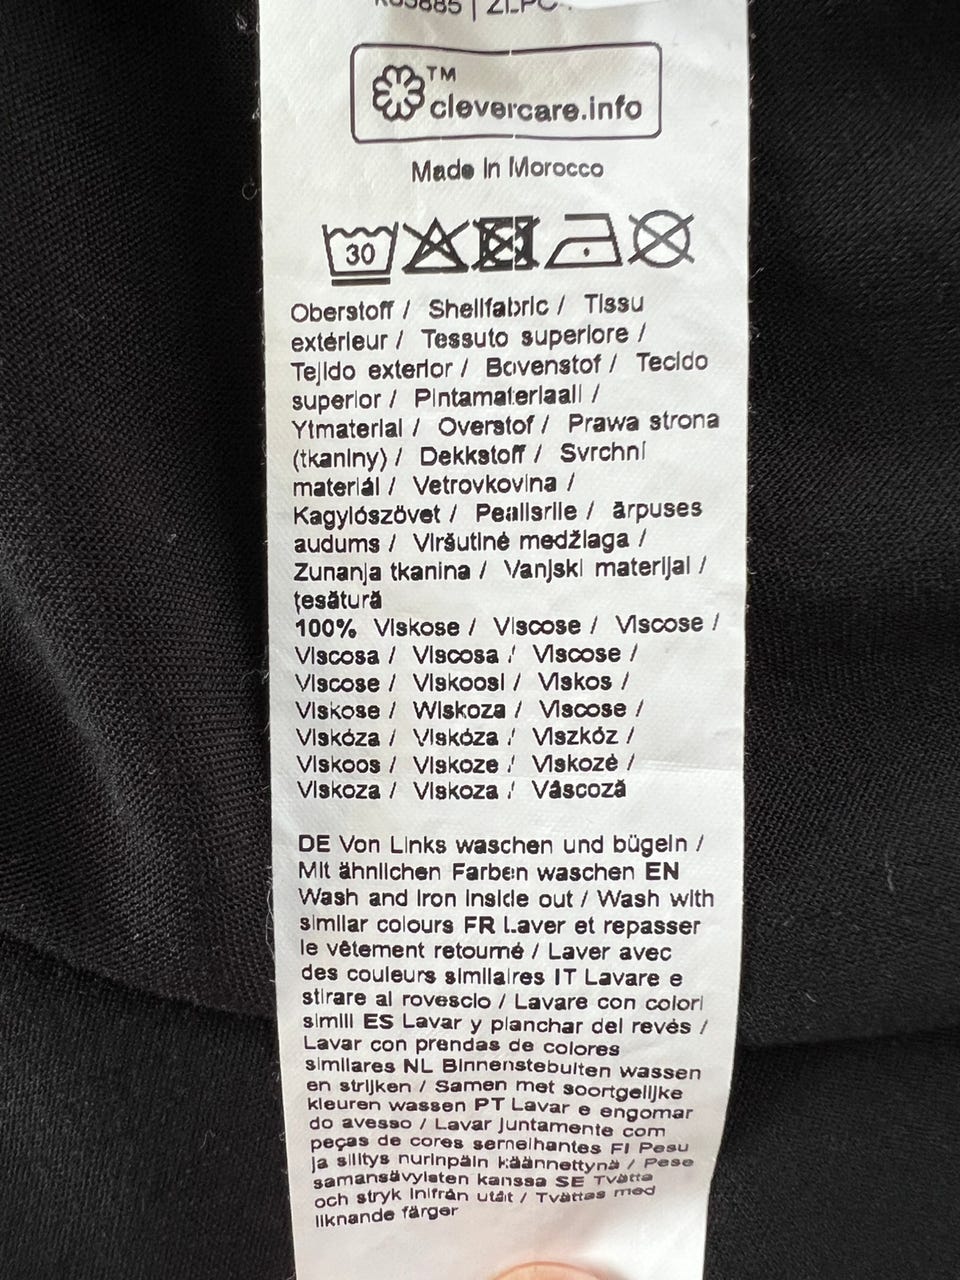 TM
clevercare.info
Made in Morocco
30
Oberstoff / Shellfabric / Tissu
extérieur / Tessuto superiore /
Tejido exterior / Bovenstof / Tecido
superior / Pintamateriaali /
Ytmaterial / Overstof / Prawa strona
(tkaniny) / Dekkstoff / Svrchní
materiál / Vetrovkovina /
Kagylószövet / Pealisriie / ārpuses
audums / Viršutinė medžiaga /
Zunanja tkanina / Vanjski materijal /
țesătură
100% Viskose / Viscose / Viscose /
Viscosa / Viscosa / Viscose /
Viscose / Viskoosi / Viskos /
Viskose / Wiskoza / Viscose /
Viskóza / Viskóza / Viszkóz /
Viskoos / Viskoze / Viskozė /
Viskoza / Viskoza / Vâscoză
DE Von Links waschen und bügeln /
Mit ähnlichen Farben waschen EN
Wash and iron inside out / Wash with
similar colours FR Laver et repasser
le vêtement retourné / Laver avec
des couleurs similaires IT Lavare e
stirare al rovescio / Lavare con colori
simili ES Lavar y planchar del revés /
Lavar con prendas de colores
similares NL Binnenstebuiten wassen
en strijken / Samen met soortgelijke
kleuren wassen PT Lavar e engomar
do avesso / Lavar juntamente com
peças de cores semelhantes FI Pesu
ja silitys nurinpäin käännettynä / Pese
samansävyisten kanssa SE Tvätta
och stryk inifrån utåt / Tvättas med
liknande färger